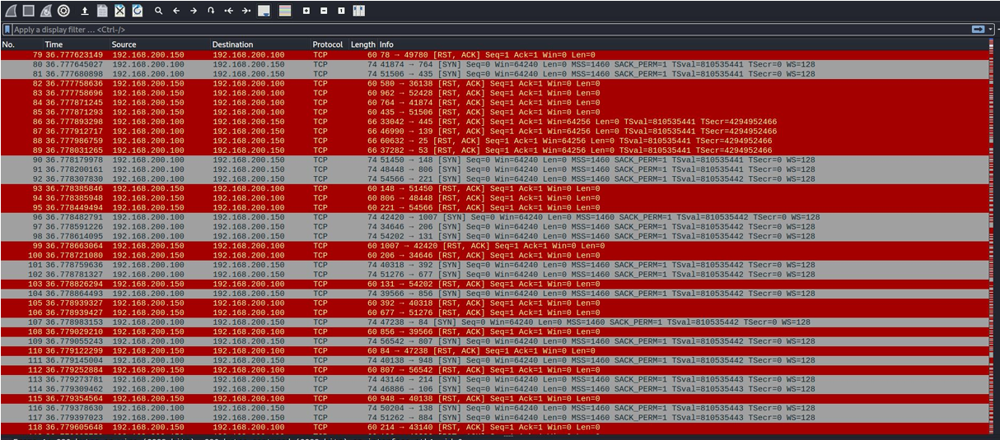 Apply a display filter ... <Ctrl-/>
No. Time Source Destination Protocol Length Info
79 36.777623149 192.168.200.150 192.168.200.100 TCP 60 78 → 49780 [RST, ACK] Seq=1 Ack=1 Win=0 Len=0
80 36.777645027 192.168.200.100 192.168.200.150 TCP 74 41874 → 764 [SYN] Seq=0 Win=64240 Len=0 MSS=1460 SACK_PERM=1 TSval=810535441 TSecr=0 WS=128
81 36.777680898 192.168.200.100 192.168.200.150 TCP 74 51506 → 435 [SYN] Seq=0 Win=64240 Len=0 MSS=1460 SACK_PERM=1 TSval=810535441 TSecr=0 WS=128
82 36.777758636 192.168.200.150 192.168.200.100 TCP 60 580 → 36138 [RST, ACK] Seq=1 Ack=1 Win=0 Len=0
83 36.777758696 192.168.200.150 192.168.200.100 TCP 60 962 → 52428 [RST, ACK] Seq=1 Ack=1 Win=0 Len=0
84 36.777871245 192.168.200.150 192.168.200.100 TCP 60 764 → 41874 [RST, ACK] Seq=1 Ack=1 Win=0 Len=0
85 36.777871293 192.168.200.150 192.168.200.100 TCP 60 435 → 51506 [RST, ACK] Seq=1 Ack=1 Win=0 Len=0
86 36.777893298 192.168.200.100 192.168.200.150 TCP 66 33042 → 445 [RST, ACK] Seq=1 Ack=1 Win=64256 Len=0 TSval=810535441 TSecr=4294952466
87 36.777912717 192.168.200.100 192.168.200.150 TCP 66 46990 → 139 [RST, ACK] Seq=1 Ack=1 Win=64256 Len=0 TSval=810535441 TSecr=4294952466
88 36.777986759 192.168.200.100 192.168.200.150 TCP 66 60632 → 25 [RST, ACK] Seq=1 Ack=1 Win=64256 Len=0 TSval=810535441 TSecr=4294952466
89 36.778031265 192.168.200.100 192.168.200.150 TCP 66 37282 → 53 [RST, ACK] Seq=1 Ack=1 Win=64256 Len=0 TSval=810535441 TSecr=4294952466
90 36.778179978 192.168.200.100 192.168.200.150 TCP 74 51450 → 148 [SYN] Seq=0 Win=64240 Len=0 MSS=1460 SACK_PERM=1 TSval=810535441 TSecr=0 WS=128
91 36.778200161 192.168.200.100 192.168.200.150 TCP 74 48448 → 806 [SYN] Seq=0 Win=64240 Len=0 MSS=1460 SACK_PERM=1 TSval=810535442 TSecr=0 WS=128
92 36.778307830 192.168.200.100 192.168.200.150 TCP 74 54566 → 221 [SYN] Seq=0 Win=64240 Len=0 MSS=1460 SACK_PERM=1 TSval=810535442 TSecr=0 WS=128
93 36.778385846 192.168.200.150 192.168.200.100 TCP 60 148 → 51450 [RST, ACK] Seq=1 Ack=1 Win=0 Len=0
94 36.778385948 192.168.200.150 192.168.200.100 TCP 60 806 → 48448 [RST, ACK] Seq=1 Ack=1 Win=0 Len=0
95 36.778449494 192.168.200.150 192.168.200.100 TCP 60 221 → 54566 [RST, ACK] Seq=1 Ack=1 Win=0 Len=0
96 36.778482791 192.168.200.100 192.168.200.150 TCP 74 42420 → 1007 [SYN] Seq=0 Win=64240 Len=0 MSS=1460 SACK_PERM=1 TSval=810535442 TSecr=0 WS=128
97 36.778591226 192.168.200.100 192.168.200.150 TCP 74 34646 → 206 [SYN] Seq=0 Win=64240 Len=0 MSS=1460 SACK_PERM=1 TSval=810535442 TSecr=0 WS=128
98 36.778614095 192.168.200.100 192.168.200.150 TCP 74 54202 → 131 [SYN] Seq=0 Win=64240 Len=0 MSS=1460 SACK_PERM=1 TSval=810535442 TSecr=0 WS=128
99 36.778663064 192.168.200.150 192.168.200.100 TCP 60 1007 → 42420 [RST, ACK] Seq=1 Ack=1 Win=0 Len=0
100 36.778721080 192.168.200.150 192.168.200.100 TCP 60 206 → 34646 [RST, ACK] Seq=1 Ack=1 Win=0 Len=0
101 36.778759636 192.168.200.100 192.168.200.150 TCP 74 40318 → 392 [SYN] Seq=0 Win=64240 Len=0 MSS=1460 SACK_PERM=1 TSval=810535442 TSecr=0 WS=128
102 36.778781327 192.168.200.100 192.168.200.150 TCP 74 51276 → 677 [SYN] Seq=0 Win=64240 Len=0 MSS=1460 SACK_PERM=1 TSval=810535442 TSecr=0 WS=128
103 36.778826294 192.168.200.150 192.168.200.100 TCP 60 131 → 54202 [RST, ACK] Seq=1 Ack=1 Win=0 Len=0
104 36.778864493 192.168.200.100 192.168.200.150 TCP 74 39566 → 856 [SYN] Seq=0 Win=64240 Len=0 MSS=1460 SACK_PERM=1 TSval=810535442 TSecr=0 WS=128
105 36.778939327 192.168.200.150 192.168.200.100 TCP 60 392 → 40318 [RST, ACK] Seq=1 Ack=1 Win=0 Len=0
106 36.778939427 192.168.200.150 192.168.200.100 TCP 60 677 → 51276 [RST, ACK] Seq=1 Ack=1 Win=0 Len=0
107 36.778983153 192.168.200.100 192.168.200.150 TCP 74 47238 → 84 [SYN] Seq=0 Win=64240 Len=0 MSS=1460 SACK_PERM=1 TSval=810535442 TSecr=0 WS=128
108 36.779029210 192.168.200.150 192.168.200.100 TCP 60 856 → 39566 [RST, ACK] Seq=1 Ack=1 Win=0 Len=0
109 36.779055243 192.168.200.100 192.168.200.150 TCP 74 56542 → 807 [SYN] Seq=0 Win=64240 Len=0 MSS=1460 SACK_PERM=1 TSval=810535442 TSecr=0 WS=128
110 36.779122299 192.168.200.150 192.168.200.100 TCP 60 84 → 47238 [RST, ACK] Seq=1 Ack=1 Win=0 Len=0
111 36.779145004 192.168.200.100 192.168.200.150 TCP 74 40138 → 948 [SYN] Seq=0 Win=64240 Len=0 MSS=1460 SACK_PERM=1 TSval=810535442 TSecr=0 WS=128
112 36.779252884 192.168.200.150 192.168.200.100 TCP 60 807 → 56542 [RST, ACK] Seq=1 Ack=1 Win=0 Len=0
113 36.779273781 192.168.200.100 192.168.200.150 TCP 74 43140 → 214 [SYN] Seq=0 Win=64240 Len=0 MSS=1460 SACK_PERM=1 TSval=810535443 TSecr=0 WS=128
114 36.779309462 192.168.200.100 192.168.200.150 TCP 74 46886 → 106 [SYN] Seq=0 Win=64240 Len=0 MSS=1460 SACK_PERM=1 TSval=810535443 TSecr=0 WS=128
115 36.779354564 192.168.200.150 192.168.200.100 TCP 60 948 → 40138 [RST, ACK] Seq=1 Ack=1 Win=0 Len=0
116 36.779378630 192.168.200.100 192.168.200.150 TCP 74 50204 → 138 [SYN] Seq=0 Win=64240 Len=0 MSS=1460 SACK_PERM=1 TSval=810535443 TSecr=0 WS=128
117 36.779397023 192.168.200.100 192.168.200.150 TCP 74 51262 → 884 [SYN] Seq=0 Win=64240 Len=0 MSS=1460 SACK_PERM=1 TSval=810535443 TSecr=0 WS=128
118 36.779605648 192.168.200.150 192.168.200.100 TCP 60 214 → 43140 [RST, ACK] Seq=1 Ack=1 Win=0 Len=0